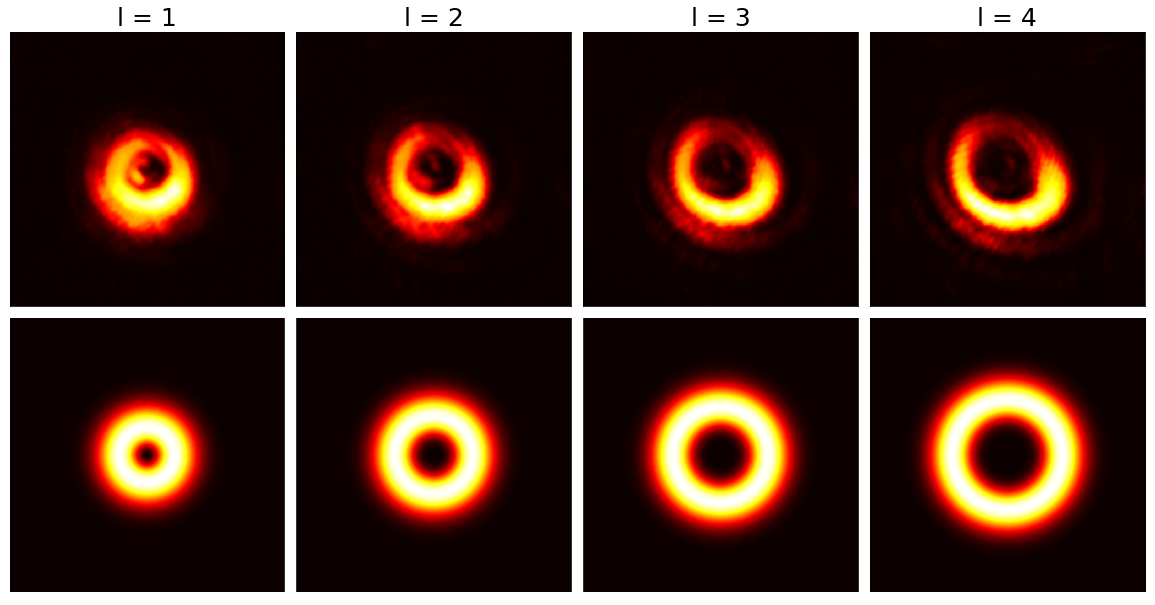 l = 1 l = 2 l = 3 l = 4